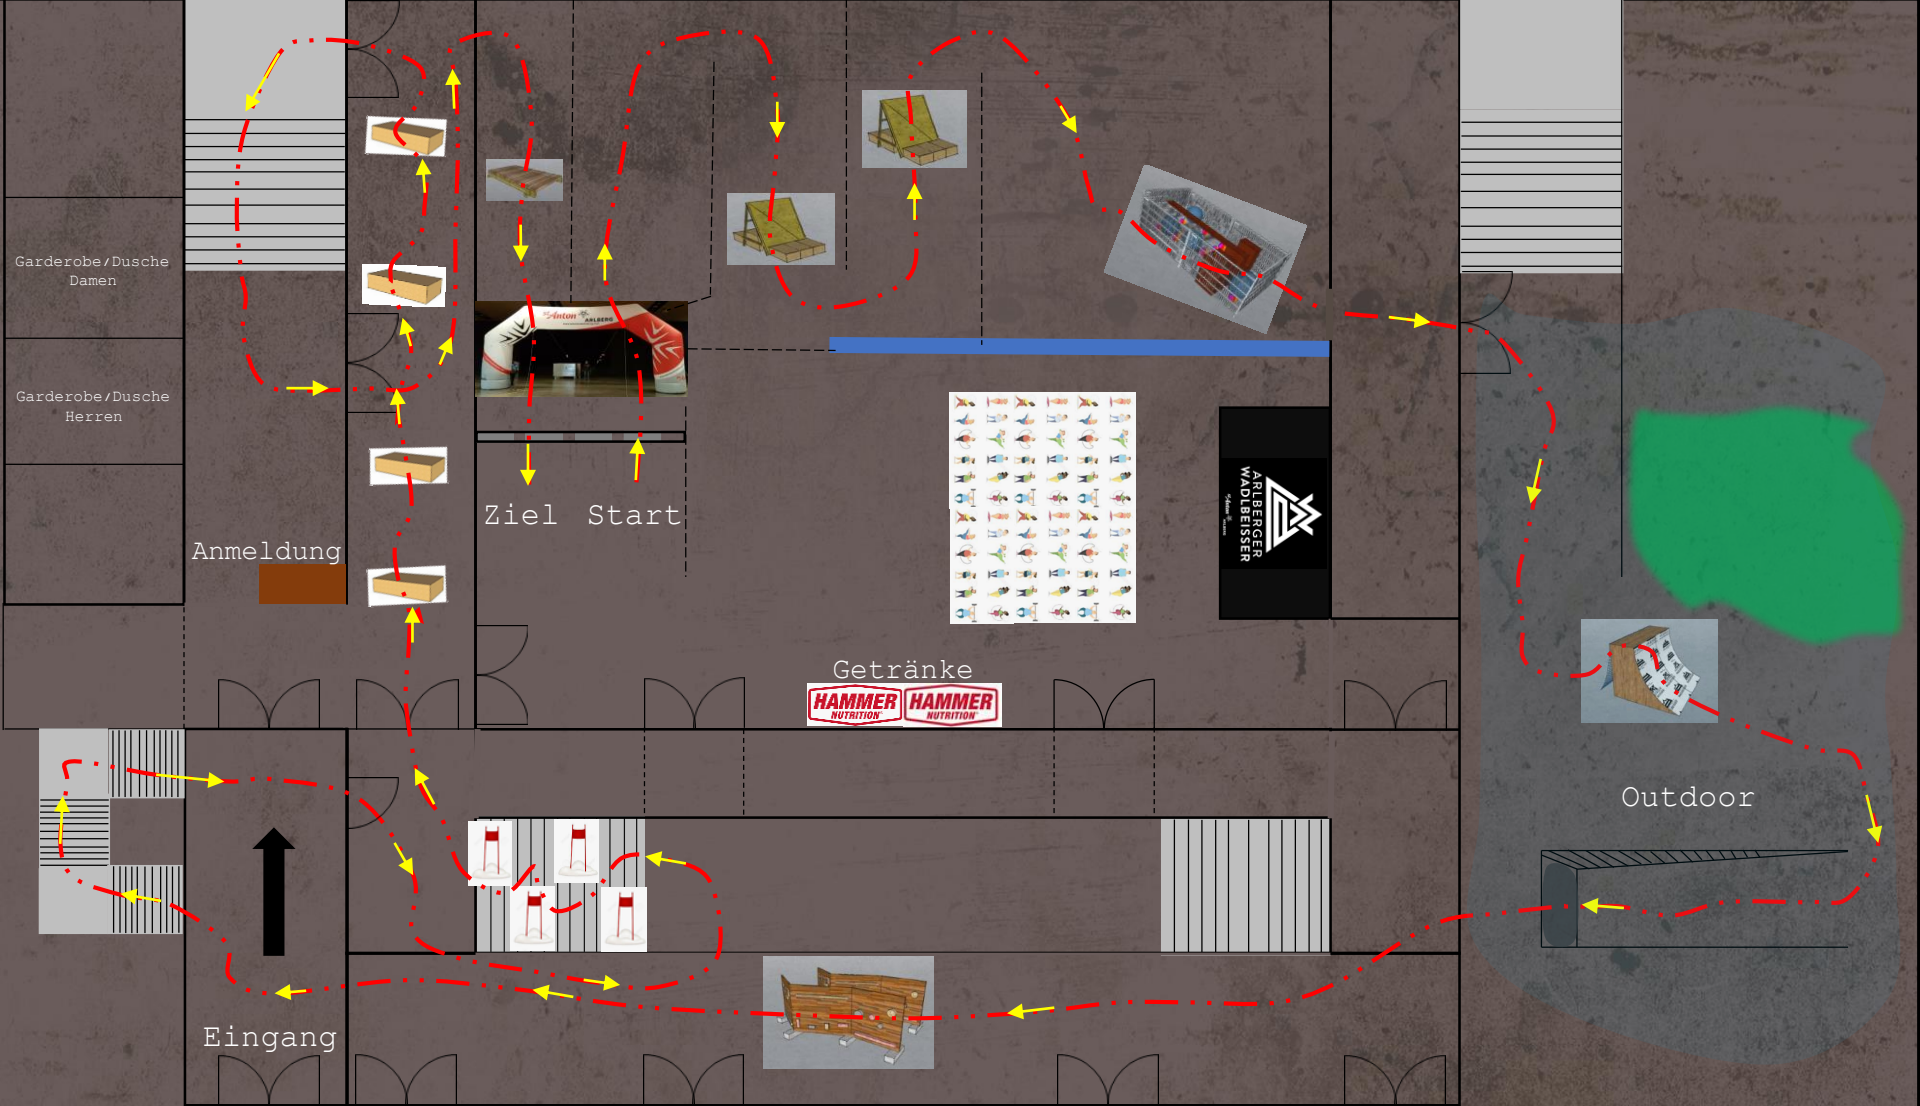 Garderobe/Dusche
Damen
Garderobe/Dusche
Herren
St.Anton
ARLBERG
Ziel
Start
Anmeldung
ARLBERGER
WADLBEISSER
Getränke
HAMMER
NUTRITION
HAMMER
NUTRITION
Outdoor
Eingang